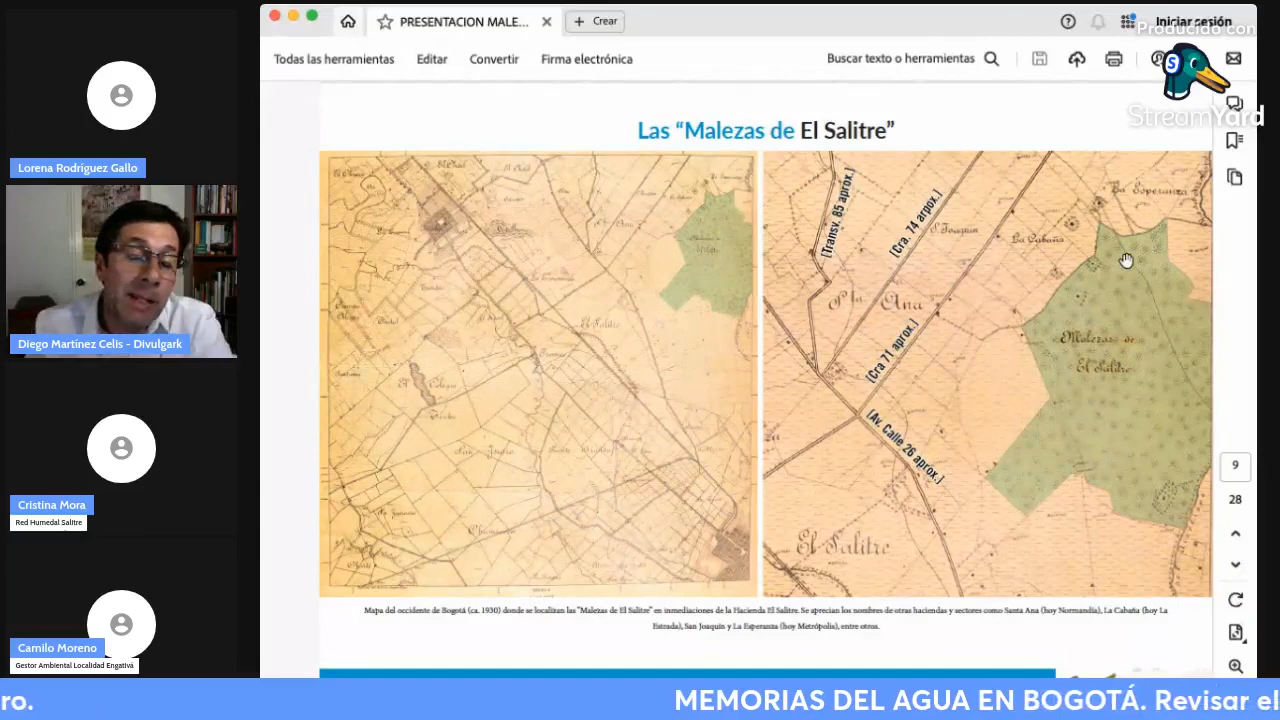 PRESENTACION MALE...
Crear
Iniciar sesión
Producido con
StreamYard
Todas las herramientas
Editar
Convertir
Firma electrónica
Buscar texto o herramientas
Las “Malezas de El Salitre”
Lorena Rodríguez Gallo
Diego Martínez Celis - Divulgark
Cristina Mora
Red Humedal Salitre
Camilo Moreno
Gestor Ambiental Localidad Engativá
El Salitre
San Isidro
[Transv. 85 aprox.]
[Cra. 74 arpox.]
[Cra 71 aprox.]
[Av. Calle 26 aprox.]
La Esperanza
S. Joaquin
La Cabaña
Sta Ana
Malezas de
El Salitre
El Salitre
9
28
Mapa del occidente de Bogotá (ca. 1930) donde se localizan las "Malezas de El Salitre" en inmediaciones de la Hacienda El Salitre. Se aprecian los nombres de otras haciendas y sectores como Santa Ana (hoy Normandía), La Cabaña (hoy La
Estrada), San Joaquín y La Esperanza (hoy Metrópolis), entre otros.
ro.
MEMORIAS DEL AGUA EN BOGOTÁ. Revisar el